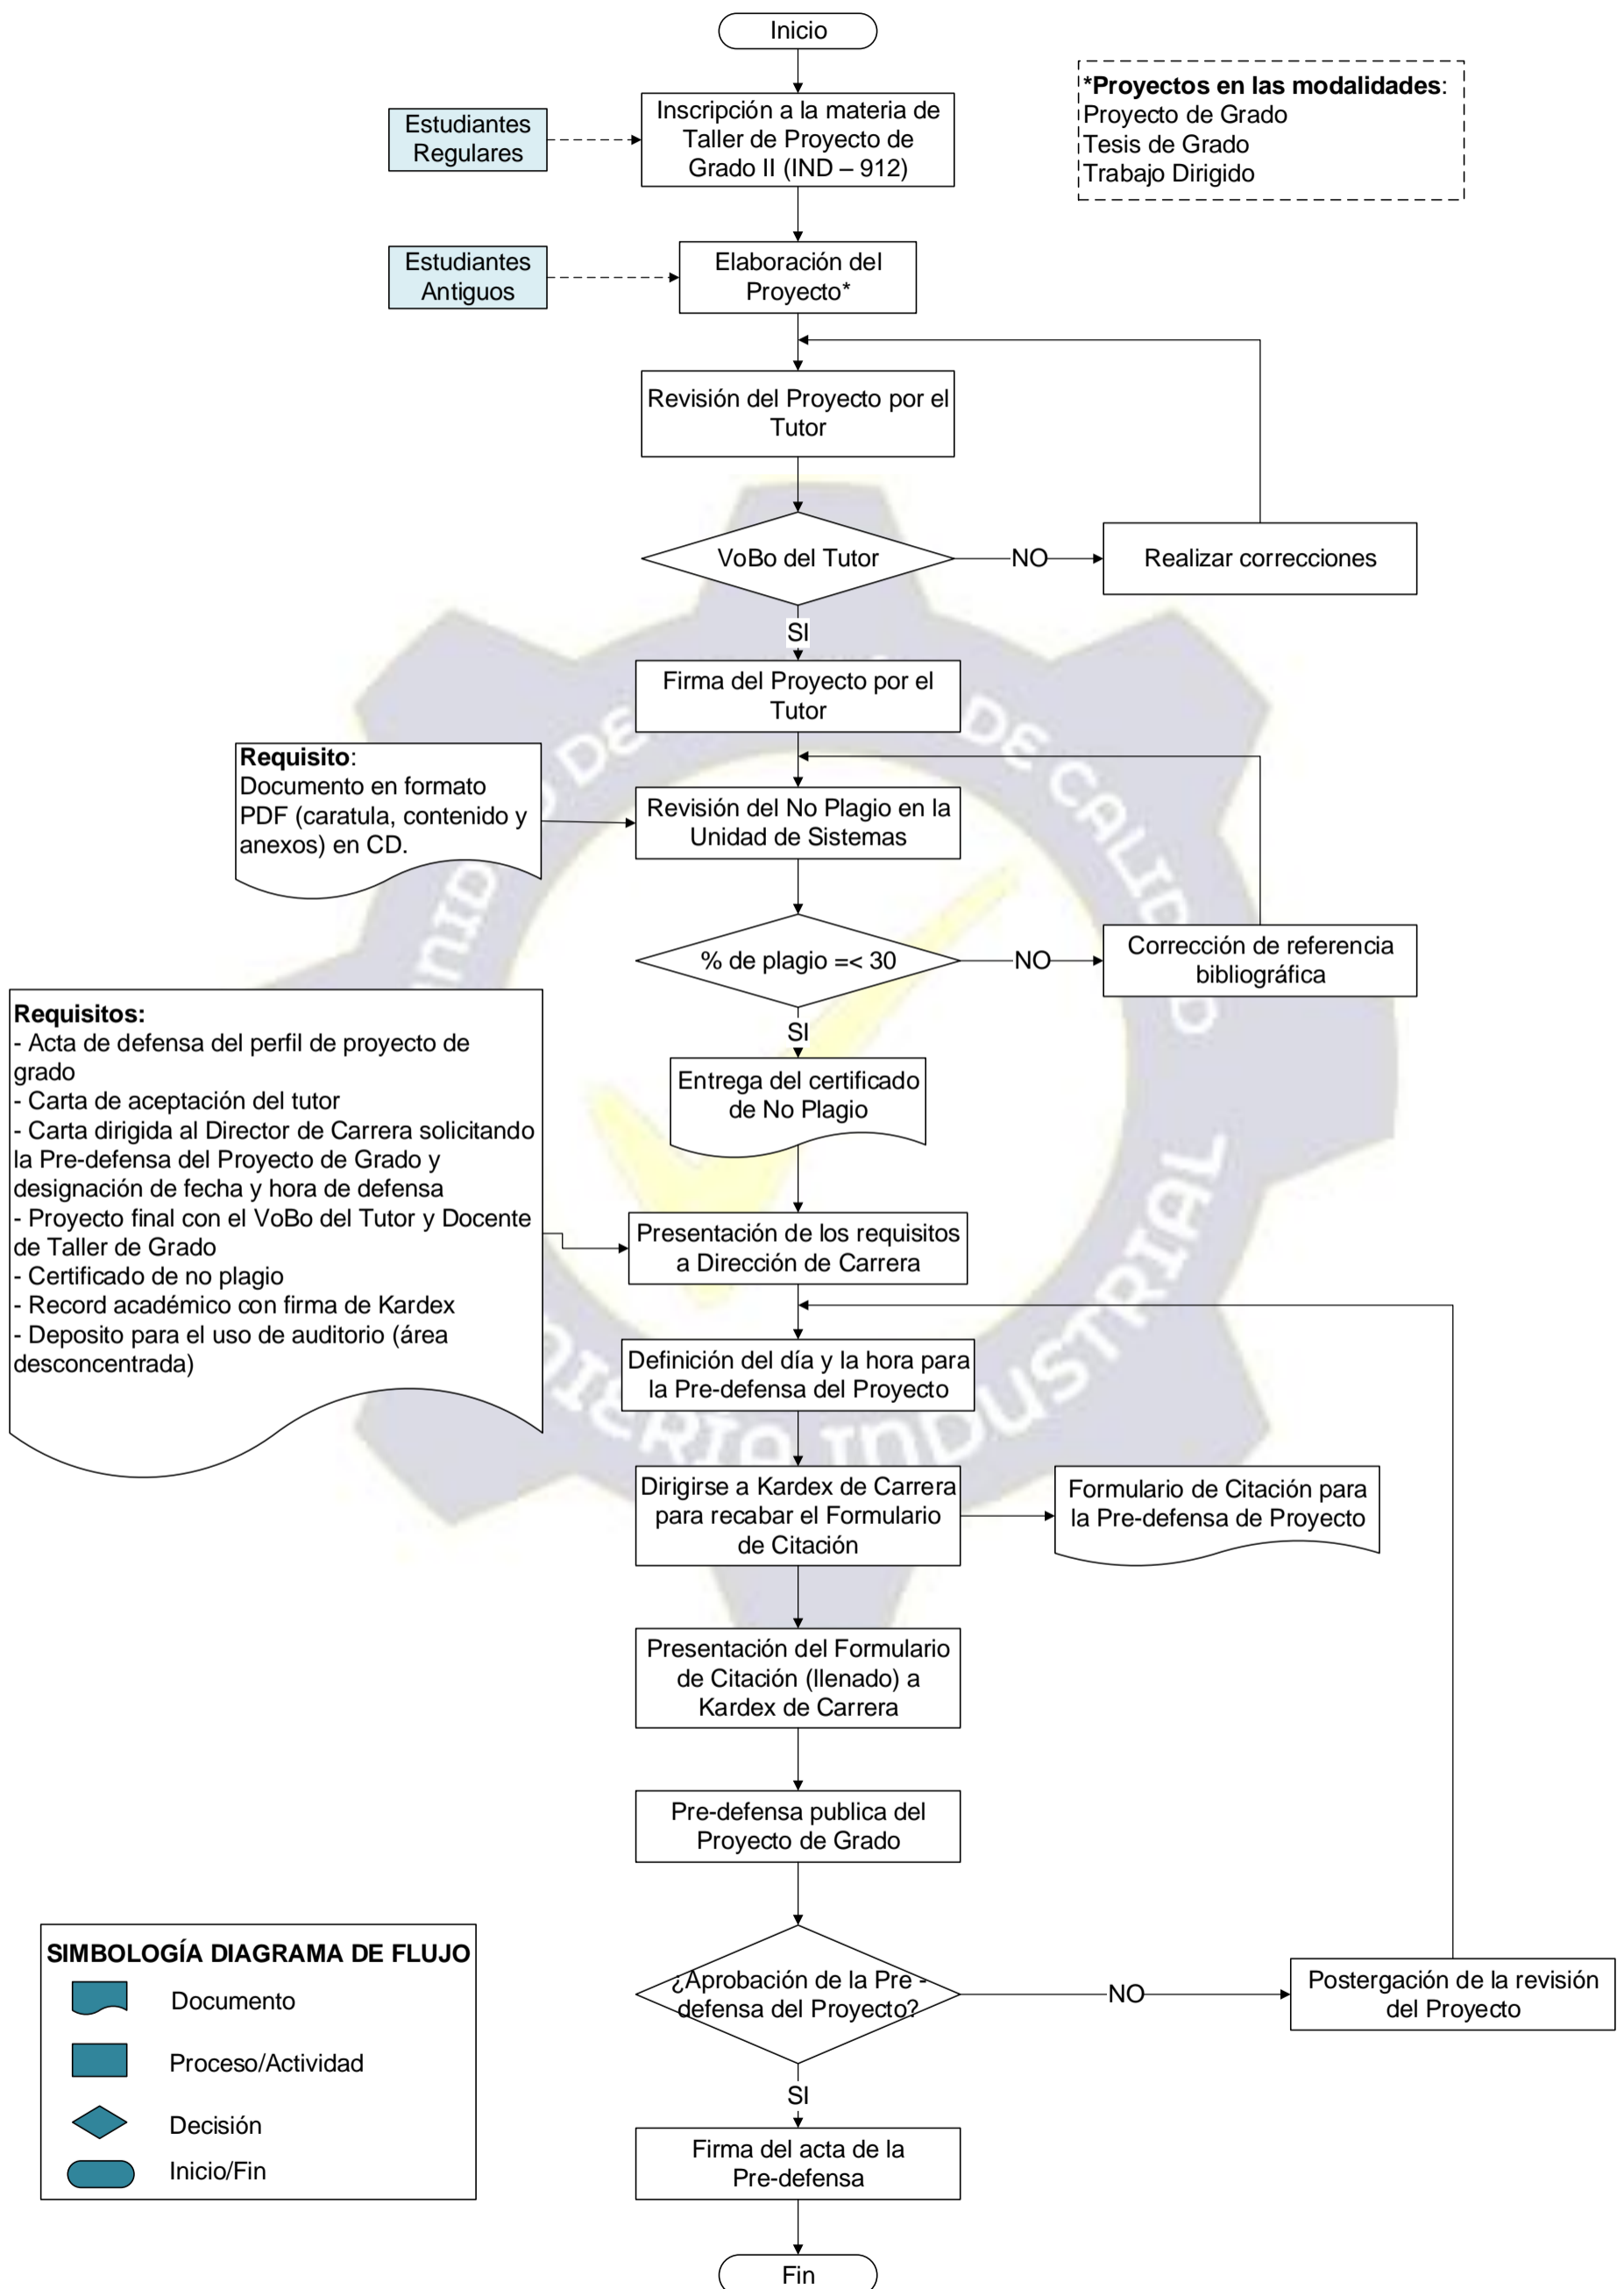 Inicio
*Proyectos en las modalidades:
Proyecto de Grado
Tesis de Grado
Trabajo Dirigido
Estudiantes
Regulares
Inscripción a la materia de
Taller de Proyecto de
Grado II (IND – 912)
Estudiantes
Antiguos
Elaboración del
Proyecto*
Revisión del Proyecto por el
Tutor
VoBo del Tutor
NO
Realizar correcciones
SI
Firma del Proyecto por el
Tutor
Requisito:
Documento en formato
PDF (caratula, contenido y
anexos) en CD.
Revisión del No Plagio en la
Unidad de Sistemas
% de plagio =< 30
NO
Corrección de referencia
bibliográfica
SI
Entrega del certificado
de No Plagio
Requisitos:
- Acta de defensa del perfil de proyecto de
grado
- Carta de aceptación del tutor
- Carta dirigida al Director de Carrera solicitando
la Pre-defensa del Proyecto de Grado y
designación de fecha y hora de defensa
- Proyecto final con el VoBo del Tutor y Docente
de Taller de Grado
- Certificado de no plagio
- Record académico con firma de Kardex
- Deposito para el uso de auditorio (área
desconcentrada)
Presentación de los requisitos
a Dirección de Carrera
Definición del día y la hora para
la Pre-defensa del Proyecto
Dirigirse a Kardex de Carrera
para recabar el Formulario
de Citación
Formulario de Citación para
la Pre-defensa de Proyecto
Presentación del Formulario
de Citación (llenado) a
Kardex de Carrera
Pre-defensa publica del
Proyecto de Grado
¿Aprobación de la Pre -
defensa del Proyecto?
NO
Postergación de la revisión
del Proyecto
SI
Firma del acta de la
Pre-defensa
Fin
SIMBOLOGÍA DIAGRAMA DE FLUJO
Documento
Proceso/Actividad
Decisión
Inicio/Fin
DE CALID
INDUSTRIAL